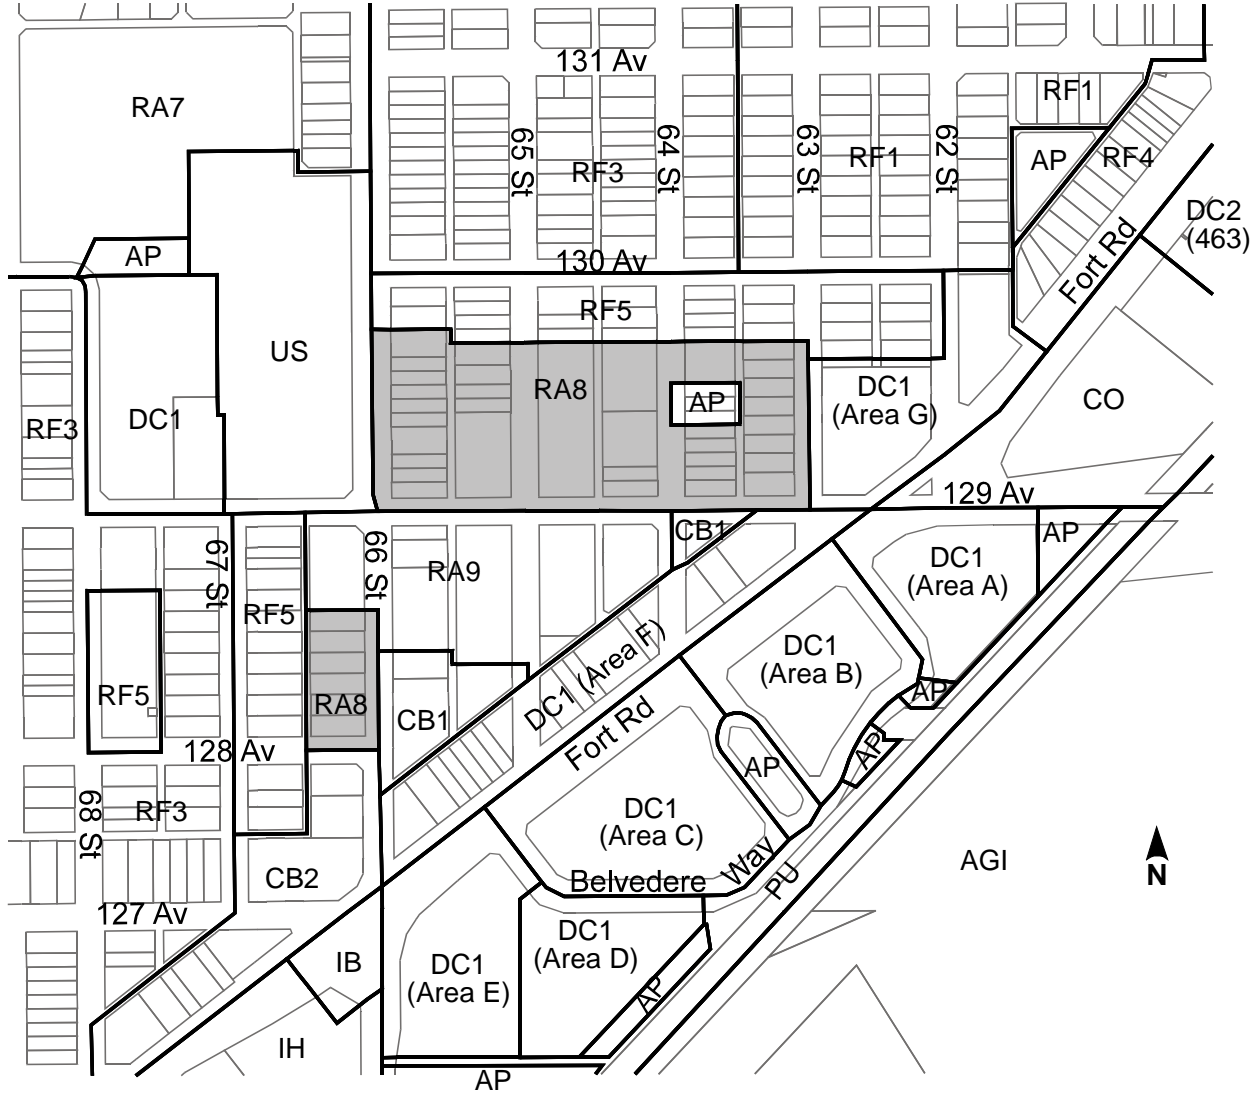 131 Av
RA7
RF1
65 St
64 St
63 St
62 St
RF3
RF1
AP
RF4
DC2
(463)
AP
130 Av
Fort Rd
RF5
US
RA8
AP
DC1
(Area G)
CO
RF3
DC1
129 Av
CB1
AP
67 St
66 St
RA9
DC1
(Area A)
RF5
DC1
(Area B)
DC1 (Area F)
AP
RF5
RA8
CB1
Fort Rd
AP
128 Av
AP
68 St
RF3
DC1
(Area C)
Way
AGI
N
CB2
Belvedere
PU
127 Av
DC1
(Area D)
IB
DC1
(Area E)
AP
IH
AP